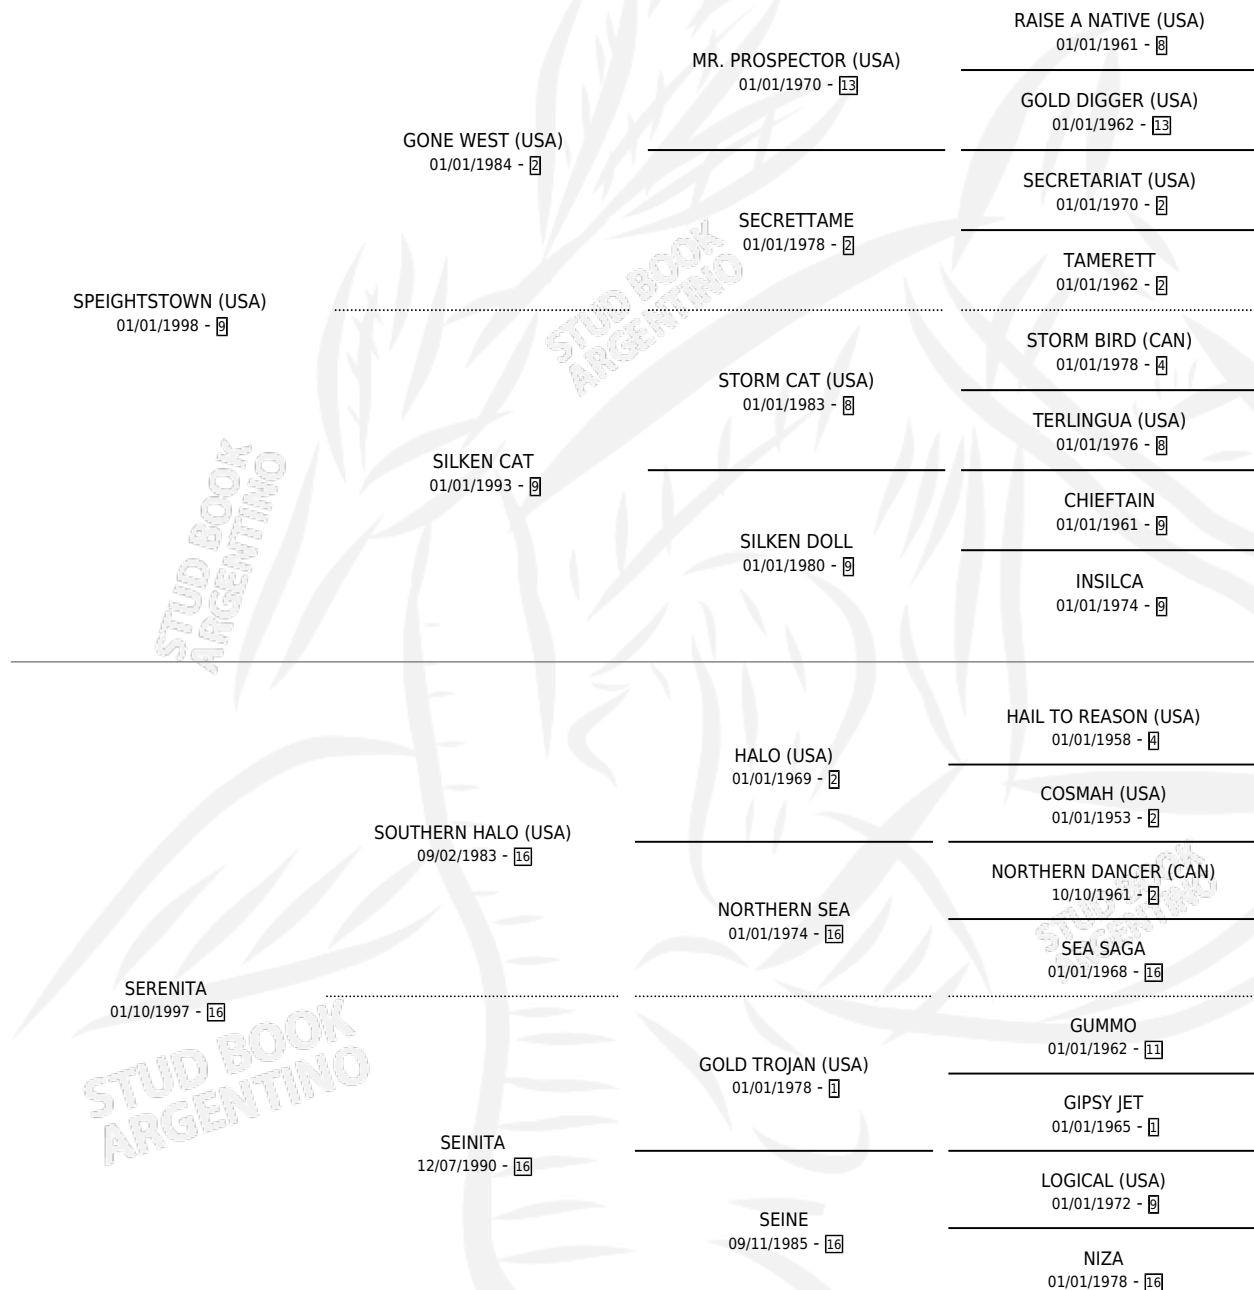 RAISE A NATIVE (USA)
01/01/1961 - 8
MR. PROSPECTOR (USA)
01/01/1970 - 13
GOLD DIGGER (USA)
01/01/1962 - 13
GONE WEST (USA)
01/01/1984 - 2
SECRETARIAT (USA)
01/01/1970 - 2
SECRETTAME
01/01/1978 - 2
TAMERETT
01/01/1962 - 2
SPEIGHTSTOWN (USA)
01/01/1998 - 9
STORM BIRD (CAN)
01/01/1978 - 4
STORM CAT (USA)
01/01/1983 - 8
TERLINGUA (USA)
01/01/1976 - 8
SILKEN CAT
01/01/1993 - 9
CHIEFTAIN
01/01/1961 - 9
SILKEN DOLL
01/01/1980 - 9
INSILCA
01/01/1974 - 9
HAIL TO REASON (USA)
01/01/1958 - 4
HALO (USA)
01/01/1969 - 2
COSMAH (USA)
01/01/1953 - 2
SOUTHERN HALO (USA)
09/02/1983 - 16
NORTHERN DANCER (CAN)
10/10/1961 - 2
NORTHERN SEA
01/01/1974 - 16
SEA SAGA
01/01/1968 - 16
SERENITA
01/10/1997 - 16
GUMMO
01/01/1962 - 11
GOLD TROJAN (USA)
01/01/1978 - 1
GIPSY JET
01/01/1965 - 1
SEINITA
12/07/1990 - 16
LOGICAL (USA)
01/01/1972 - 9
SEINE
09/11/1985 - 16
NIZA
01/01/1978 - 16
STUD BOOK
ARGENTINO
STUD BOOK
ARGENTINO
STUD BOOK
ARGENTINO
STUD BOOK
ARGENTINO